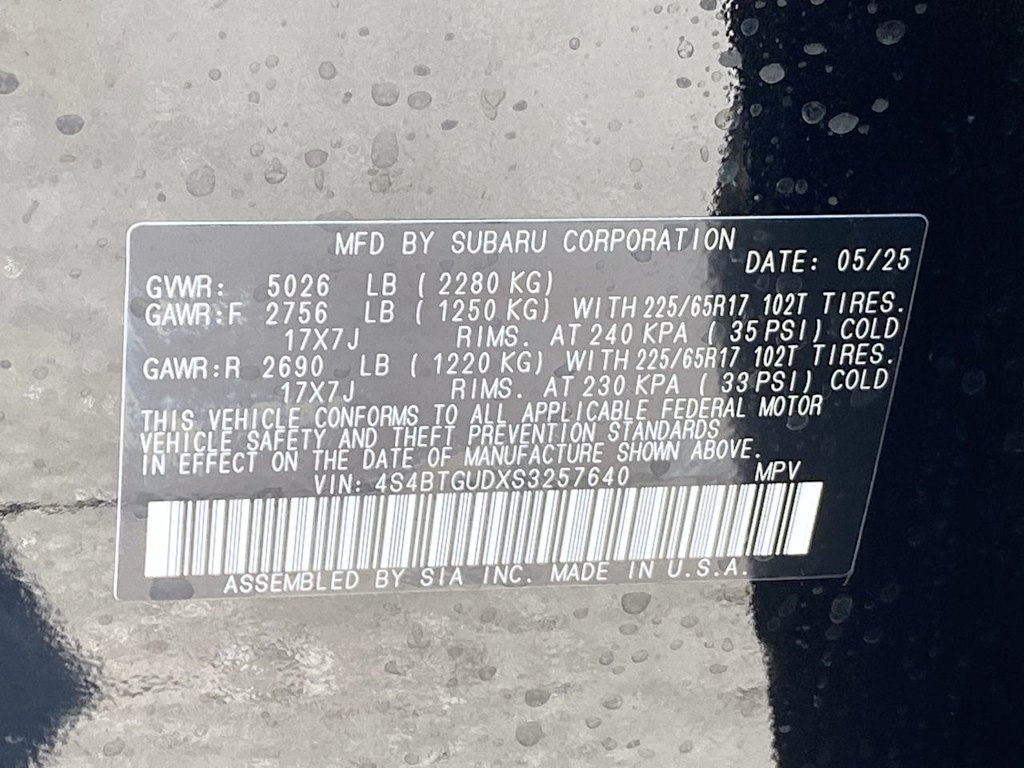 MFD BY SUBARU CORPORATION
DATE: 05/25
GVWR: 5026 LB ( 2280 KG)
GAWR:F 2756 LB ( 1250 KG) WITH 225/65R17 102T TIRES.
17X7J RIMS. AT 240 KPA ( 35 PSI) COLD
GAWR:R 2690 LB ( 1220 KG) WITH 225/65R17 102T TIRES.
17X7J RIMS. AT 230 KPA ( 33 PSI) COLD
THIS VEHICLE CONFORMS TO ALL APPLICABLE FEDERAL MOTOR
VEHICLE SAFETY AND THEFT PREVENTION STANDARDS
IN EFFECT ON THE DATE OF MANUFACTURE SHOWN ABOVE.
VIN: 4S4BTGUDXS3257640 MPV
ASSEMBLED BY SIA INC. MADE IN U.S.A.